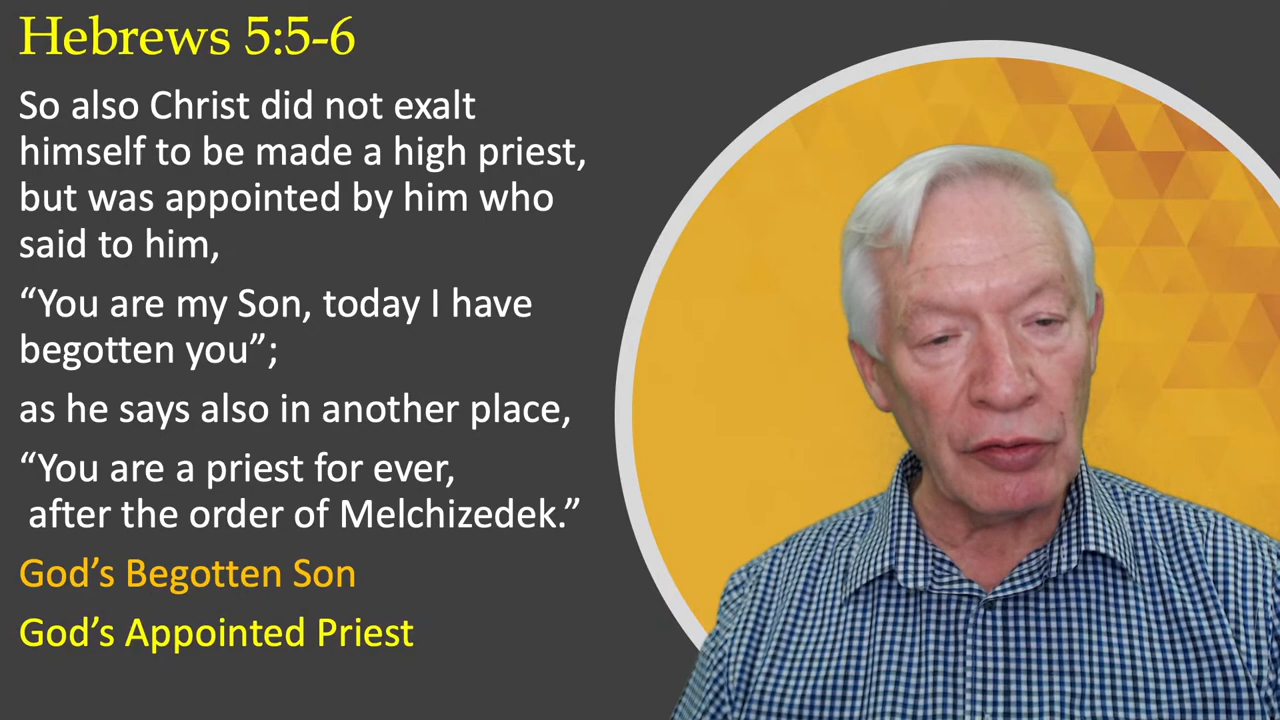 Hebrews 5:5-6
So also Christ did not exalt
himself to be made a high priest,
but was appointed by him who
said to him,
“You are my Son, today I have
begotten you”;
as he says also in another place,
“You are a priest for ever,
after the order of Melchizedek.”
God’s Begotten Son
God’s Appointed Priest